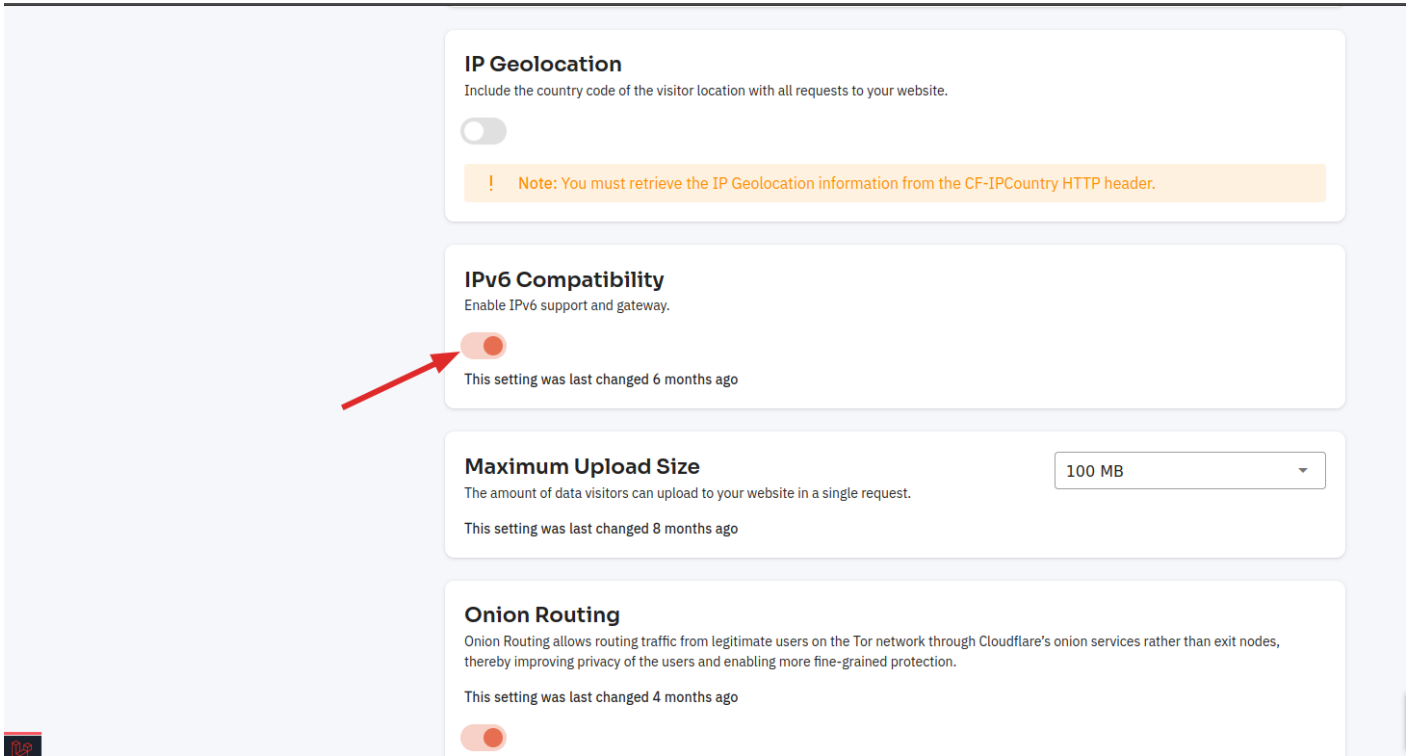 IP Geolocation
Include the country code of the visitor location with all requests to your website.
! Note: You must retrieve the IP Geolocation information from the CF-IPCountry HTTP header.
IPv6 Compatibility
Enable IPv6 support and gateway.
This setting was last changed 6 months ago
Maximum Upload Size
100 MB
The amount of data visitors can upload to your website in a single request.
This setting was last changed 8 months ago
Onion Routing
Onion Routing allows routing traffic from legitimate users on the Tor network through Cloudflare’s onion services rather than exit nodes,
thereby improving privacy of the users and enabling more fine-grained protection.
This setting was last changed 4 months ago